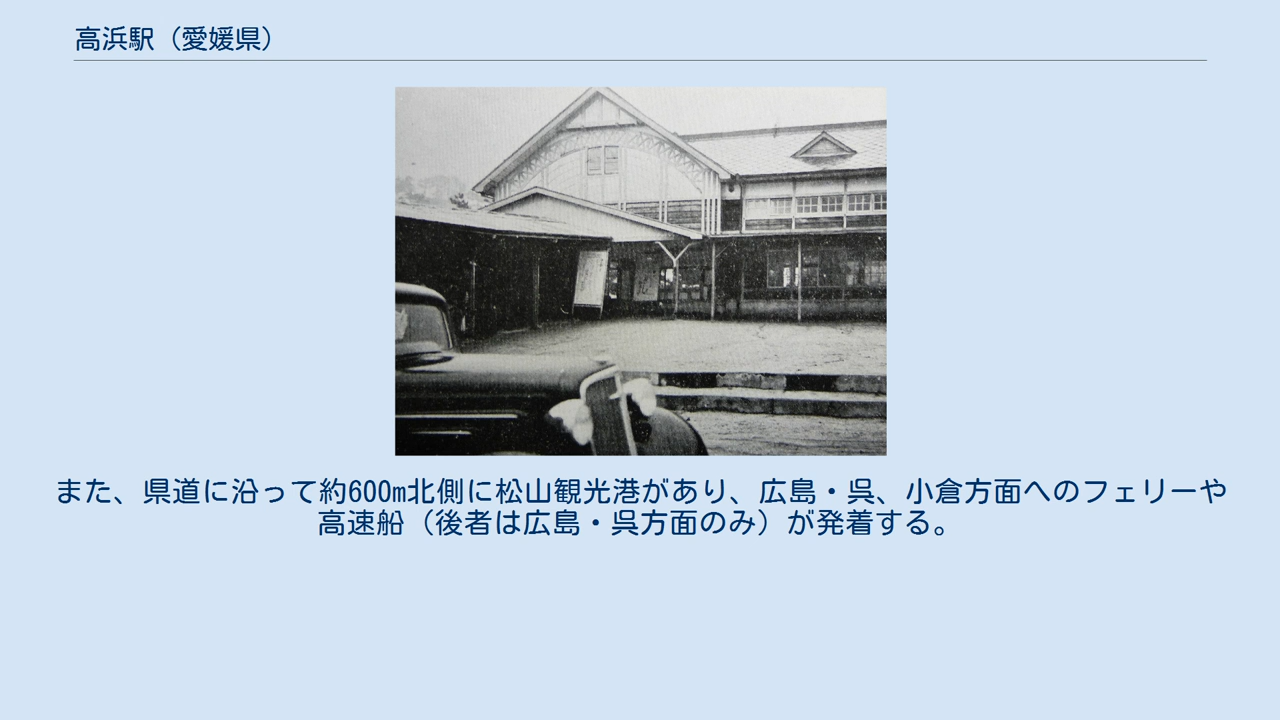 高浜駅（愛媛県）
また、県道に沿って約600m北側に松山観光港があり、広島・呉、小倉方面へのフェリーや
高速船（後者は広島・呉方面のみ）が発着する。